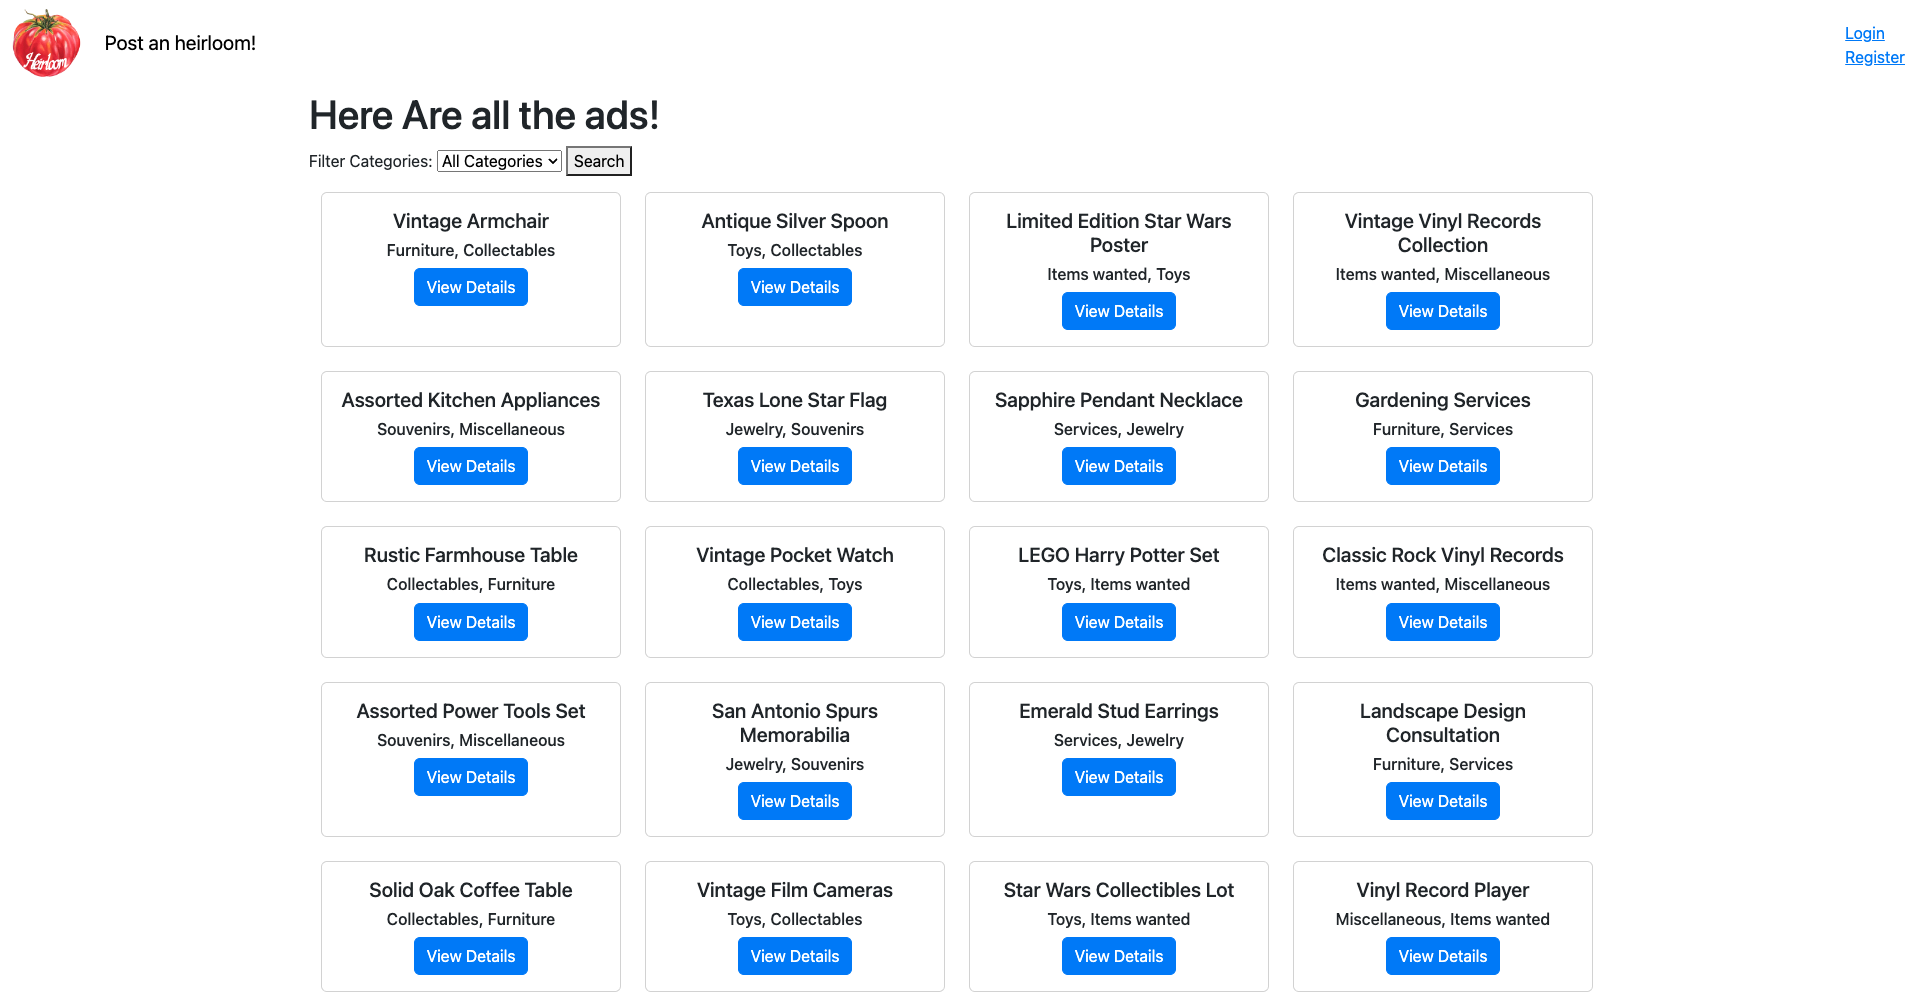 Heirloom
Post an heirloom!
Login
Register
Here Are all the ads!
Filter Categories: All Categories Search
Vintage Armchair
Furniture, Collectables
View Details
Antique Silver Spoon
Toys, Collectables
View Details
Limited Edition Star Wars
Poster
Items wanted, Toys
View Details
Vintage Vinyl Records
Collection
Items wanted, Miscellaneous
View Details
Assorted Kitchen Appliances
Souvenirs, Miscellaneous
View Details
Texas Lone Star Flag
Jewelry, Souvenirs
View Details
Sapphire Pendant Necklace
Services, Jewelry
View Details
Gardening Services
Furniture, Services
View Details
Rustic Farmhouse Table
Collectables, Furniture
View Details
Vintage Pocket Watch
Collectables, Toys
View Details
LEGO Harry Potter Set
Toys, Items wanted
View Details
Classic Rock Vinyl Records
Items wanted, Miscellaneous
View Details
Assorted Power Tools Set
Souvenirs, Miscellaneous
View Details
San Antonio Spurs
Memorabilia
Jewelry, Souvenirs
View Details
Emerald Stud Earrings
Services, Jewelry
View Details
Landscape Design
Consultation
Furniture, Services
View Details
Solid Oak Coffee Table
Collectables, Furniture
View Details
Vintage Film Cameras
Toys, Collectables
View Details
Star Wars Collectibles Lot
Toys, Items wanted
View Details
Vinyl Record Player
Miscellaneous, Items wanted
View Details